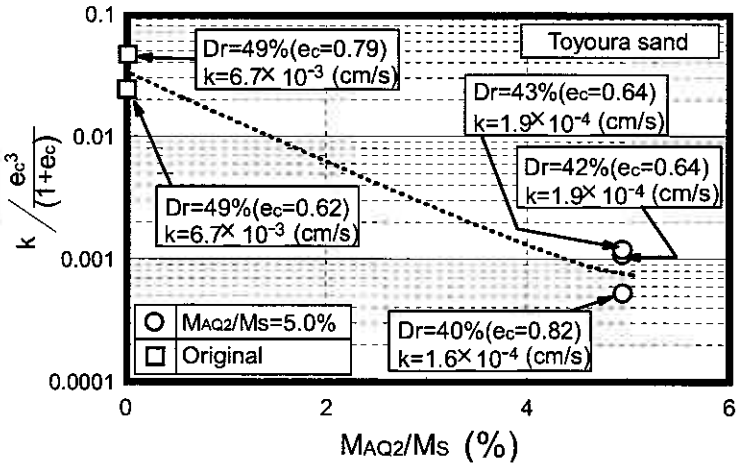 0.1
0.01
0.001
0.0001
k / ec³/(1+ec)
Toyoura sand
Dr=49%(ec=0.79)
k=6.7× 10⁻³ (cm/s)
Dr=43%(ec=0.64)
k=1.9× 10⁻⁴ (cm/s)
Dr=42%(ec=0.64)
k=1.9× 10⁻⁴ (cm/s)
Dr=49%(ec=0.62)
k=6.7× 10⁻³ (cm/s)
MAQ2/Ms=5.0%
Original
Dr=40%(ec=0.82)
k=1.6× 10⁻⁴ (cm/s)
0 2 4 6
MAQ2/MS (%)